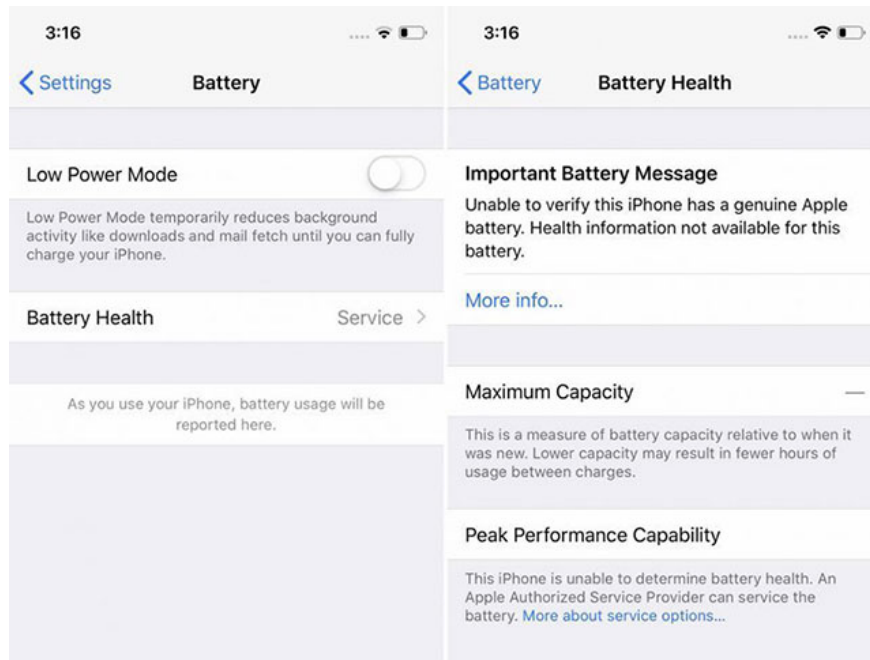 3:16
Settings
Battery
Low Power Mode
Low Power Mode temporarily reduces background
activity like downloads and mail fetch until you can fully
charge your iPhone.
Battery Health
Service
As you use your iPhone, battery usage will be
reported here.
3:16
Battery
Battery Health
Important Battery Message
Unable to verify this iPhone has a genuine Apple
battery. Health information not available for this
battery.
More info...
Maximum Capacity —
This is a measure of battery capacity relative to when it
was new. Lower capacity may result in fewer hours of
usage between charges.
Peak Performance Capability
This iPhone is unable to determine battery health. An
Apple Authorized Service Provider can service the
battery. More about service options...